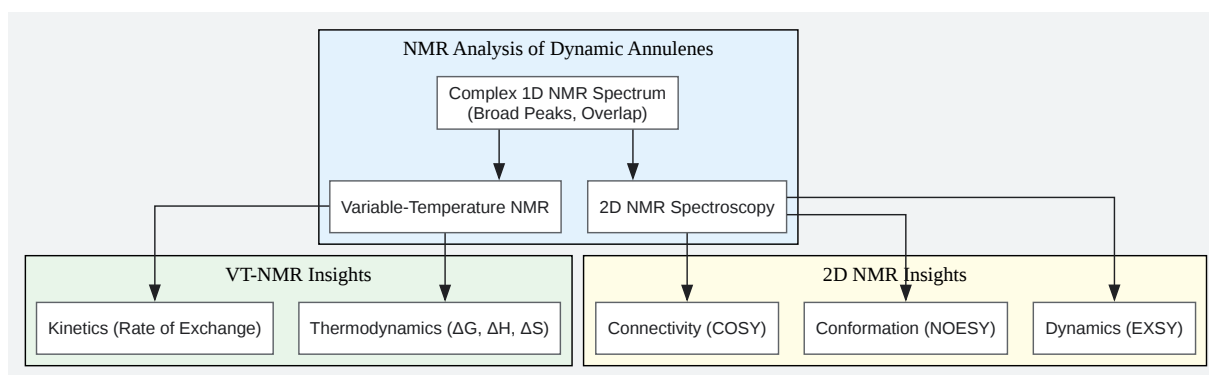 NMR Analysis of Dynamic Annulenes
Complex 1D NMR Spectrum
(Broad Peaks, Overlap)
Variable-Temperature NMR
2D NMR Spectroscopy
VT-NMR Insights
2D NMR Insights
Kinetics (Rate of Exchange)
Thermodynamics (ΔG, ΔH, ΔS)
Connectivity (COSY)
Conformation (NOESY)
Dynamics (EXSY)